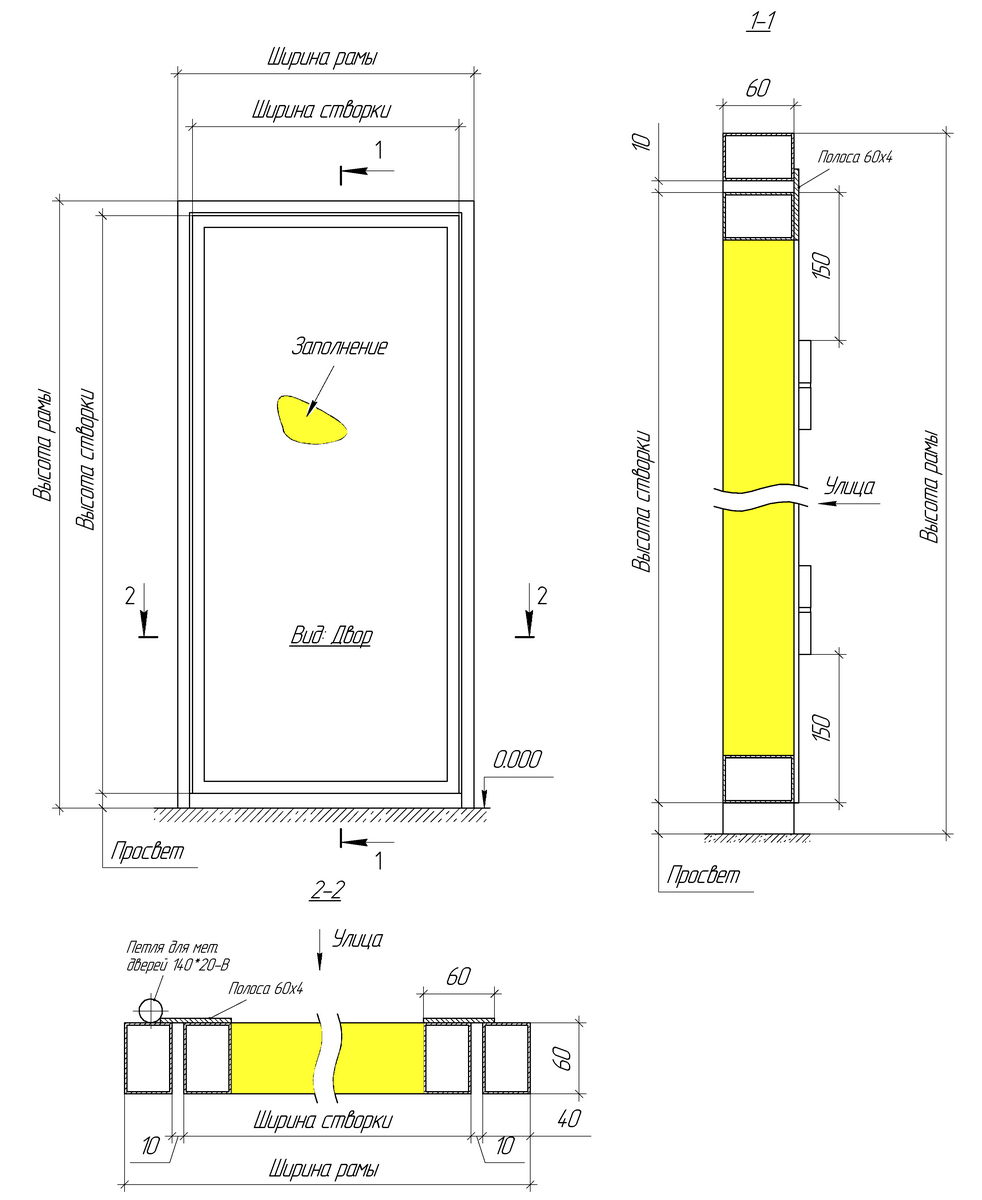 1-1
Ширина рамы
60
Ширина створки
10
1
Полоса 60х4
150
Заполнение
Высота рамы
Высота створки
Высота створки
Улица
Высота рамы
2
2
Вид: Двор
150
0.000
Просвет
1
Просвет
2-2
Улица
Петля для мет.
дверей 140*20-В
Полоса 60х4
60
60
Ширина створки
40
10
10
Ширина рамы